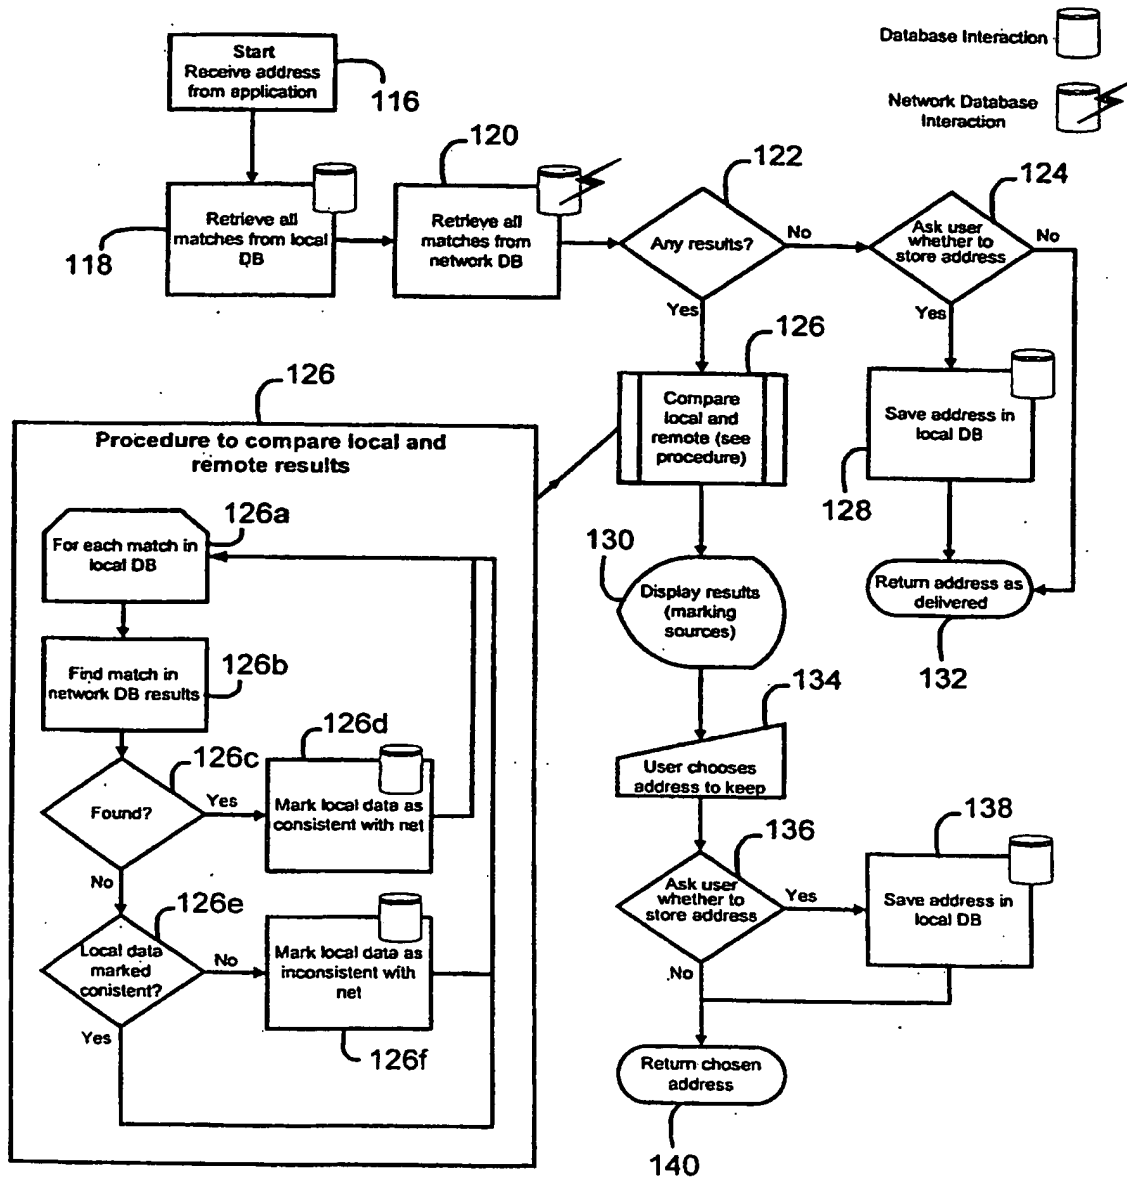 Database Interaction
Network Database
Interaction
Start
Receive address
from application
116
118
Retrieve all
matches from local
DB
120
Retrieve all
matches from
network DB
122
Any results?
No
Yes
124
Ask user
whether to
store address
No
Yes
126
Compare
local and
remote (see
procedure)
Save address in
local DB
128
130
Display results
(marking
sources)
Return address as
delivered
132
134
User chooses
address to keep
136
Ask user
whether to
store address
Yes
No
138
Save address in
local DB
Return chosen
address
140
126
Procedure to compare local and
remote results
126a
For each match in
local DB
126b
Find match in
network DB results
126c
Found?
Yes
No
126d
Mark local data as
consistent with net
126e
Local data
marked
conistent?
No
Yes
Mark local data as
inconsistent with
net
126f